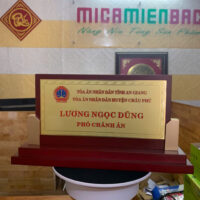 MICAMIENBAC
TÒA ÁN NHÂN DÂN TỈNH AN GIANG
TÒA ÁN NHÂN DÂN HUYỆN CHÂU PHÚ
LƯƠNG NGỌC DŨNG
PHÓ CHÁNH ÁN